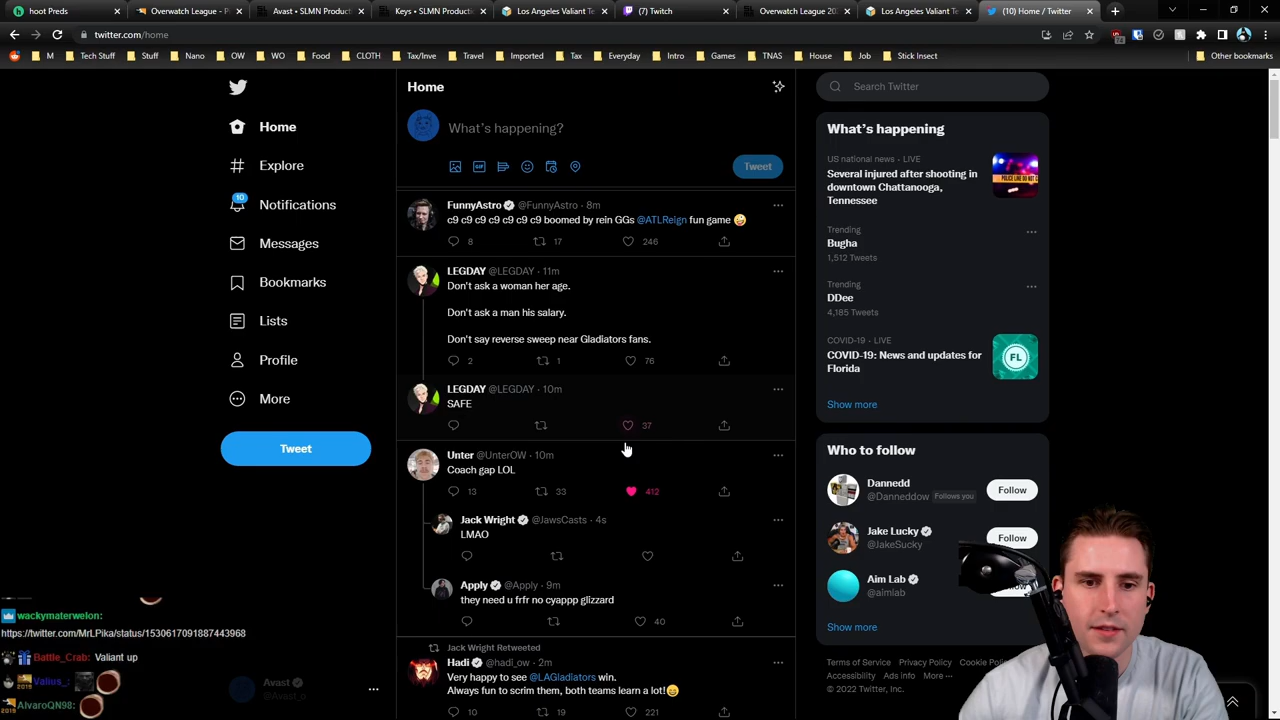 hoot Peds
Overwatch League - P
Avast • SLMN Product
Keys • SLMN Producti
Los Angeles Valiant Te
(7) Twitch
Overwatch League 202
Los Angeles Valiant Te
(10) Home / Twitter
twitter.com/home
M
Tech Stuff
Stuff
Nano
OW
WO
Food
CLOTH
Tax/Inve
Travel
Imported
Tax
Everyday
Intro
Games
TNAS
House
Job
Stick Insect
Other bookmarks
Home
Explore
10
Notifications
Messages
Bookmarks
Lists
Profile
More
Tweet
Avast
@Avast_o
Home
What's happening?
GIF
Tweet
FunnyAstro @FunnyAstro · 8m
c9 c9 c9 c9 c9 c9 c9 boomed by rein GGs @ATLReign fun game
8 17 246
LEGDAY @LEGDAY · 11m
Don't ask a woman her age.
Don't ask a man his salary.
Don't say reverse sweep near Gladiators fans.
2 1 76
LEGDAY @LEGDAY · 10m
SAFE
37
Unter @UnterOW · 10m
Coach gap LOL
13 33 412
Jack Wright @JawsCasts · 4s
LMAO
Apply @Apply · 9m
they need u frfr no cyappp glizzard
40
Jack Wright Retweeted
Hadi @hadi_ow · 2m
Very happy to see @LAGladiators win.
Always fun to scrim them, both teams learn a lot!
10 19 221
Search Twitter
What's happening
US national news · LIVE
Several injured after shooting in
downtown Chattanooga,
Tennessee
Trending
Bugha
1,512 Tweets
Trending
DDee
4,185 Tweets
COVID-19 · LIVE
COVID-19: News and updates for
Florida
FL
Show more
Who to follow
Dannedd
@Danneddow Follows you
Follow
Jake Lucky
@JakeSucky
Follow
Aim Lab
@aimlab
Show more
Terms of Service Privacy Policy
Accessibility Ads info More ···
© 2022 Twitter, Inc.
wackymaterwelon:
https://twitter.com/MrLPika/status/1530617091887443968
Battle_Crab: Valiant up
Valius_:
AlvaroQN98: